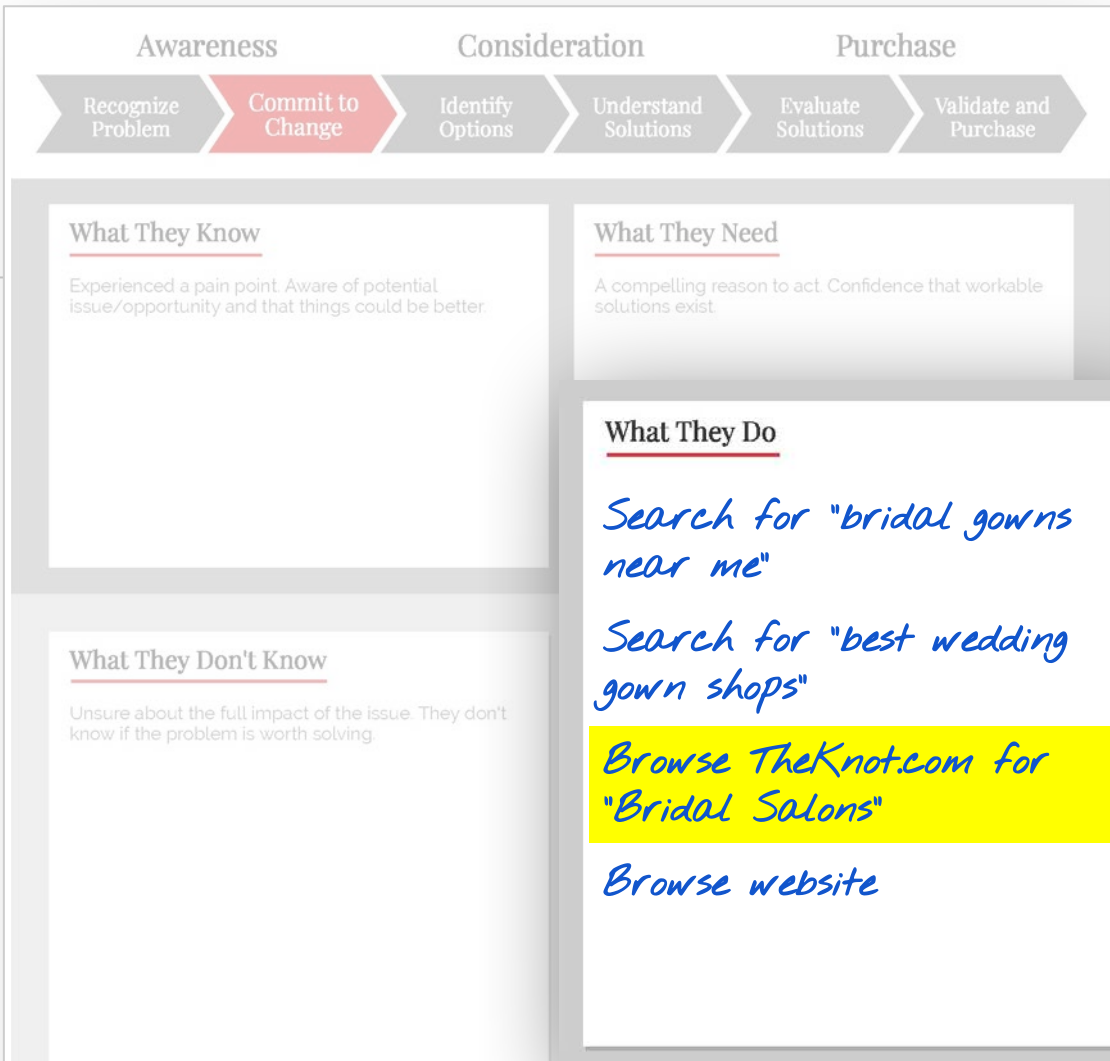 Awareness
Consideration
Purchase
Recognize
Problem
Commit to
Change
Identify
Options
Understand
Solutions
Evaluate
Solutions
Validate and
Purchase
What They Know
Experienced a pain point. Aware of potential
issue/opportunity and that things could be better.
What They Need
A compelling reason to act. Confidence that workable
solutions exist.
What They Do
Search for "bridal gowns
near me"
Search for "best wedding
gown shops"
Browse TheKnot.com for
"Bridal Salons"
Browse website
What They Don't Know
Unsure about the full impact of the issue. They don't
know if the problem is worth solving.